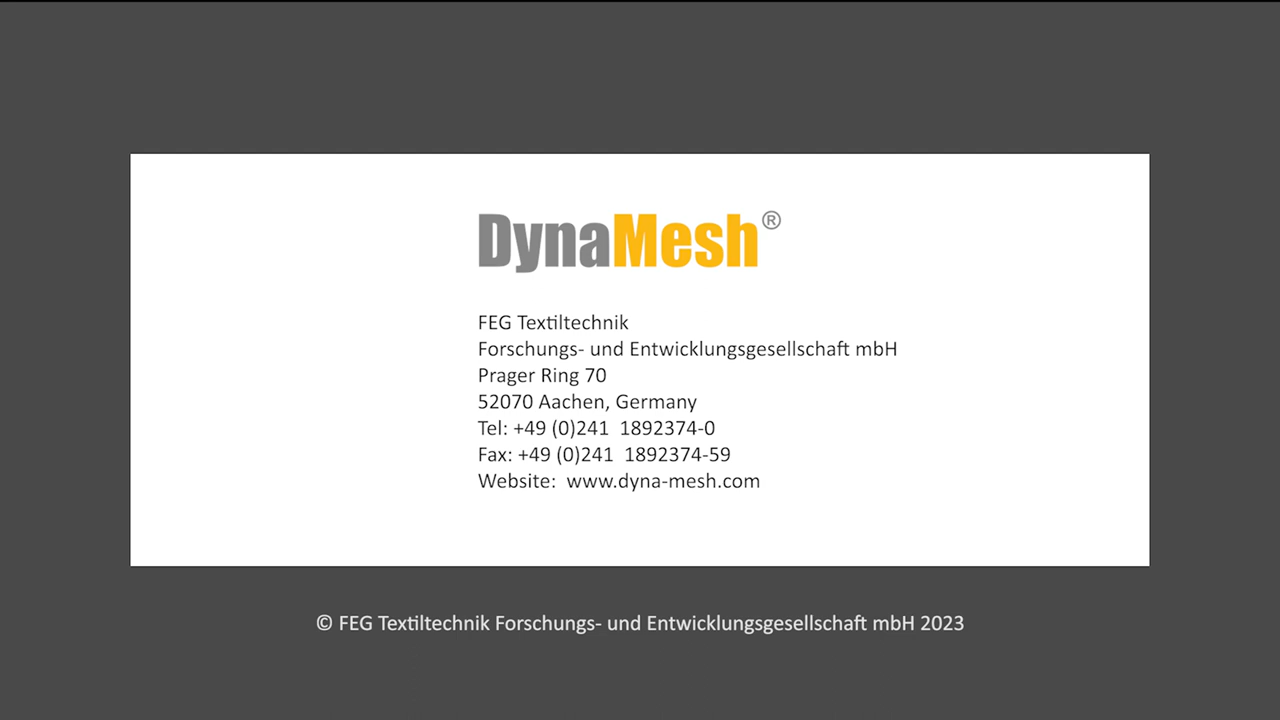 DynaMesh®
FEG Textiltechnik
Forschungs- und Entwicklungsgesellschaft mbH
Prager Ring 70
52070 Aachen, Germany
Tel: +49 (0)241  1892374-0
Fax: +49 (0)241  1892374-59
Website:  www.dyna-mesh.com
© FEG Textiltechnik Forschungs- und Entwicklungsgesellschaft mbH 2023